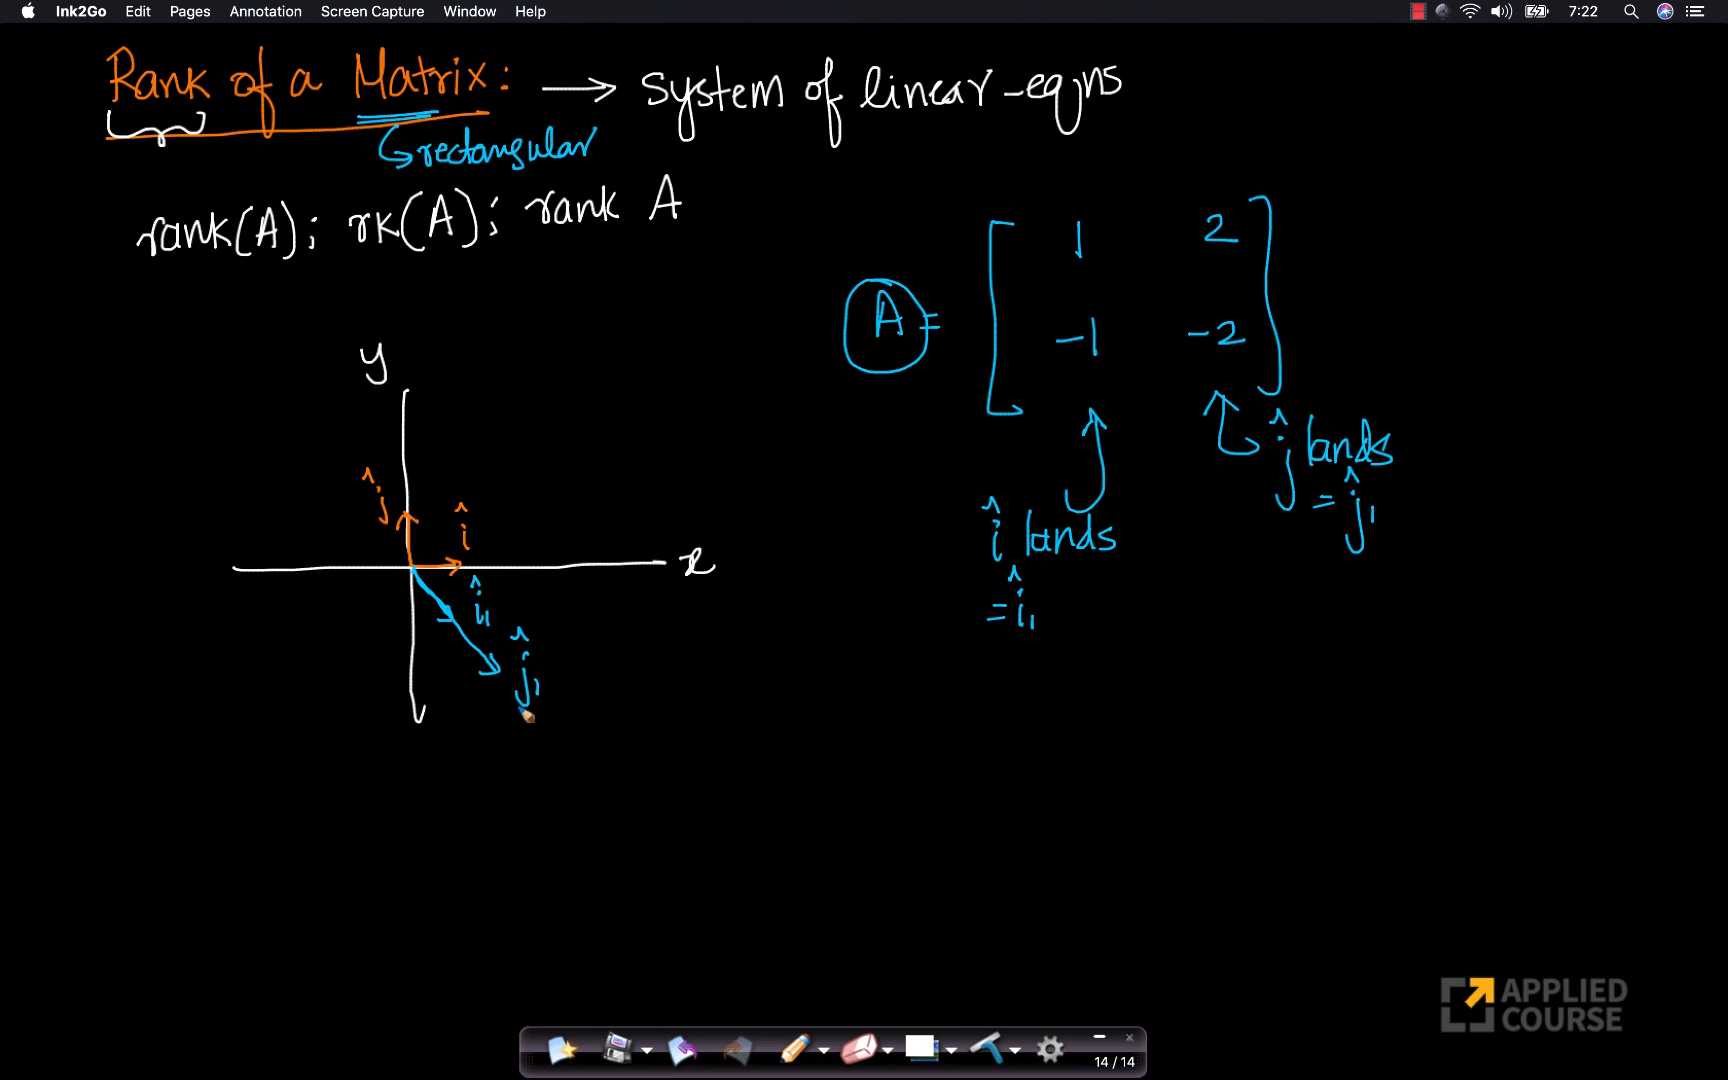 Ink2Go Edit Pages Annotation Screen Capture Window Help 7:22
Rank of a Matrix: → System of linear-eqns
rectangular
rank(A); rk(A); rank A
A = [ 1 2
-1 -2 ]
y
ĵ
î
x
î₁
ĵ₁
î lands
= î₁
ĵ lands
= ĵ₁
APPLIED
COURSE
14 / 14